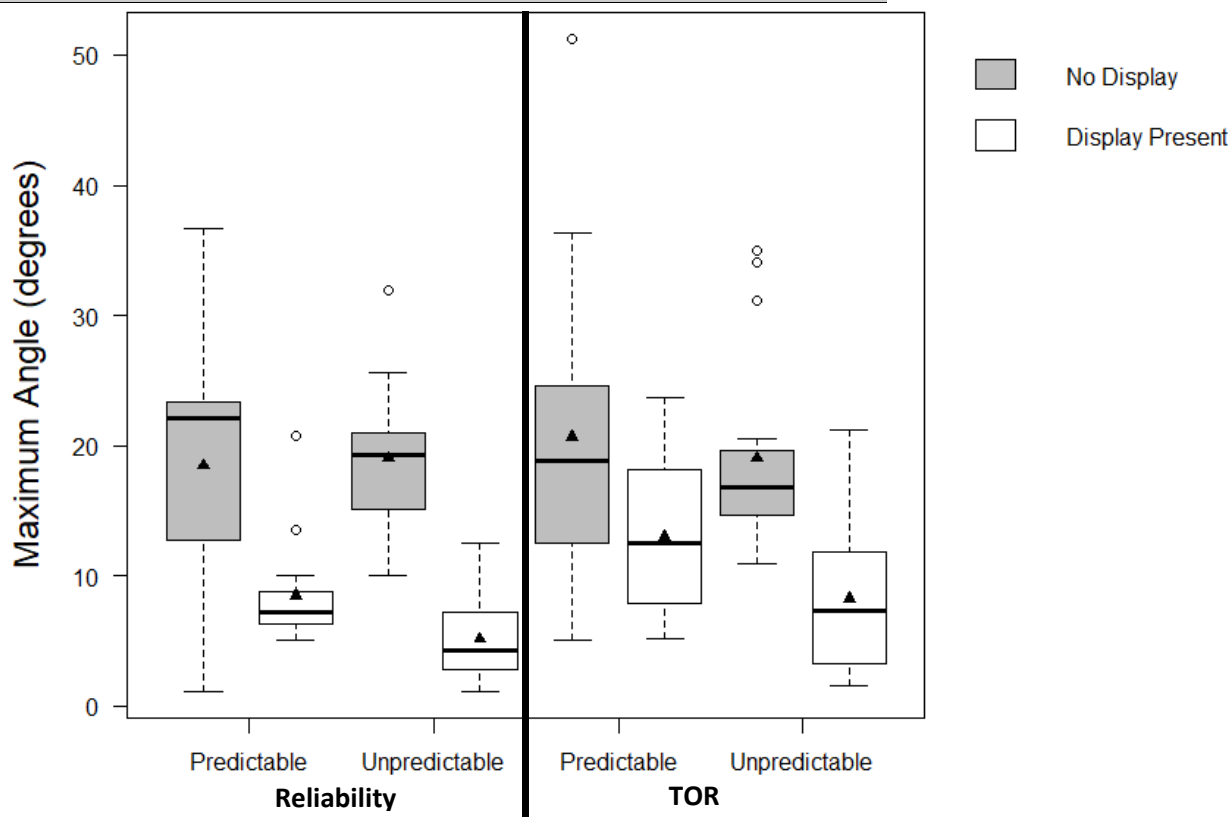 No Display
Display Present
Maximum Angle (degrees)
50
40
30
20
10
0
Predictable Unpredictable Predictable Unpredictable
Reliability TOR